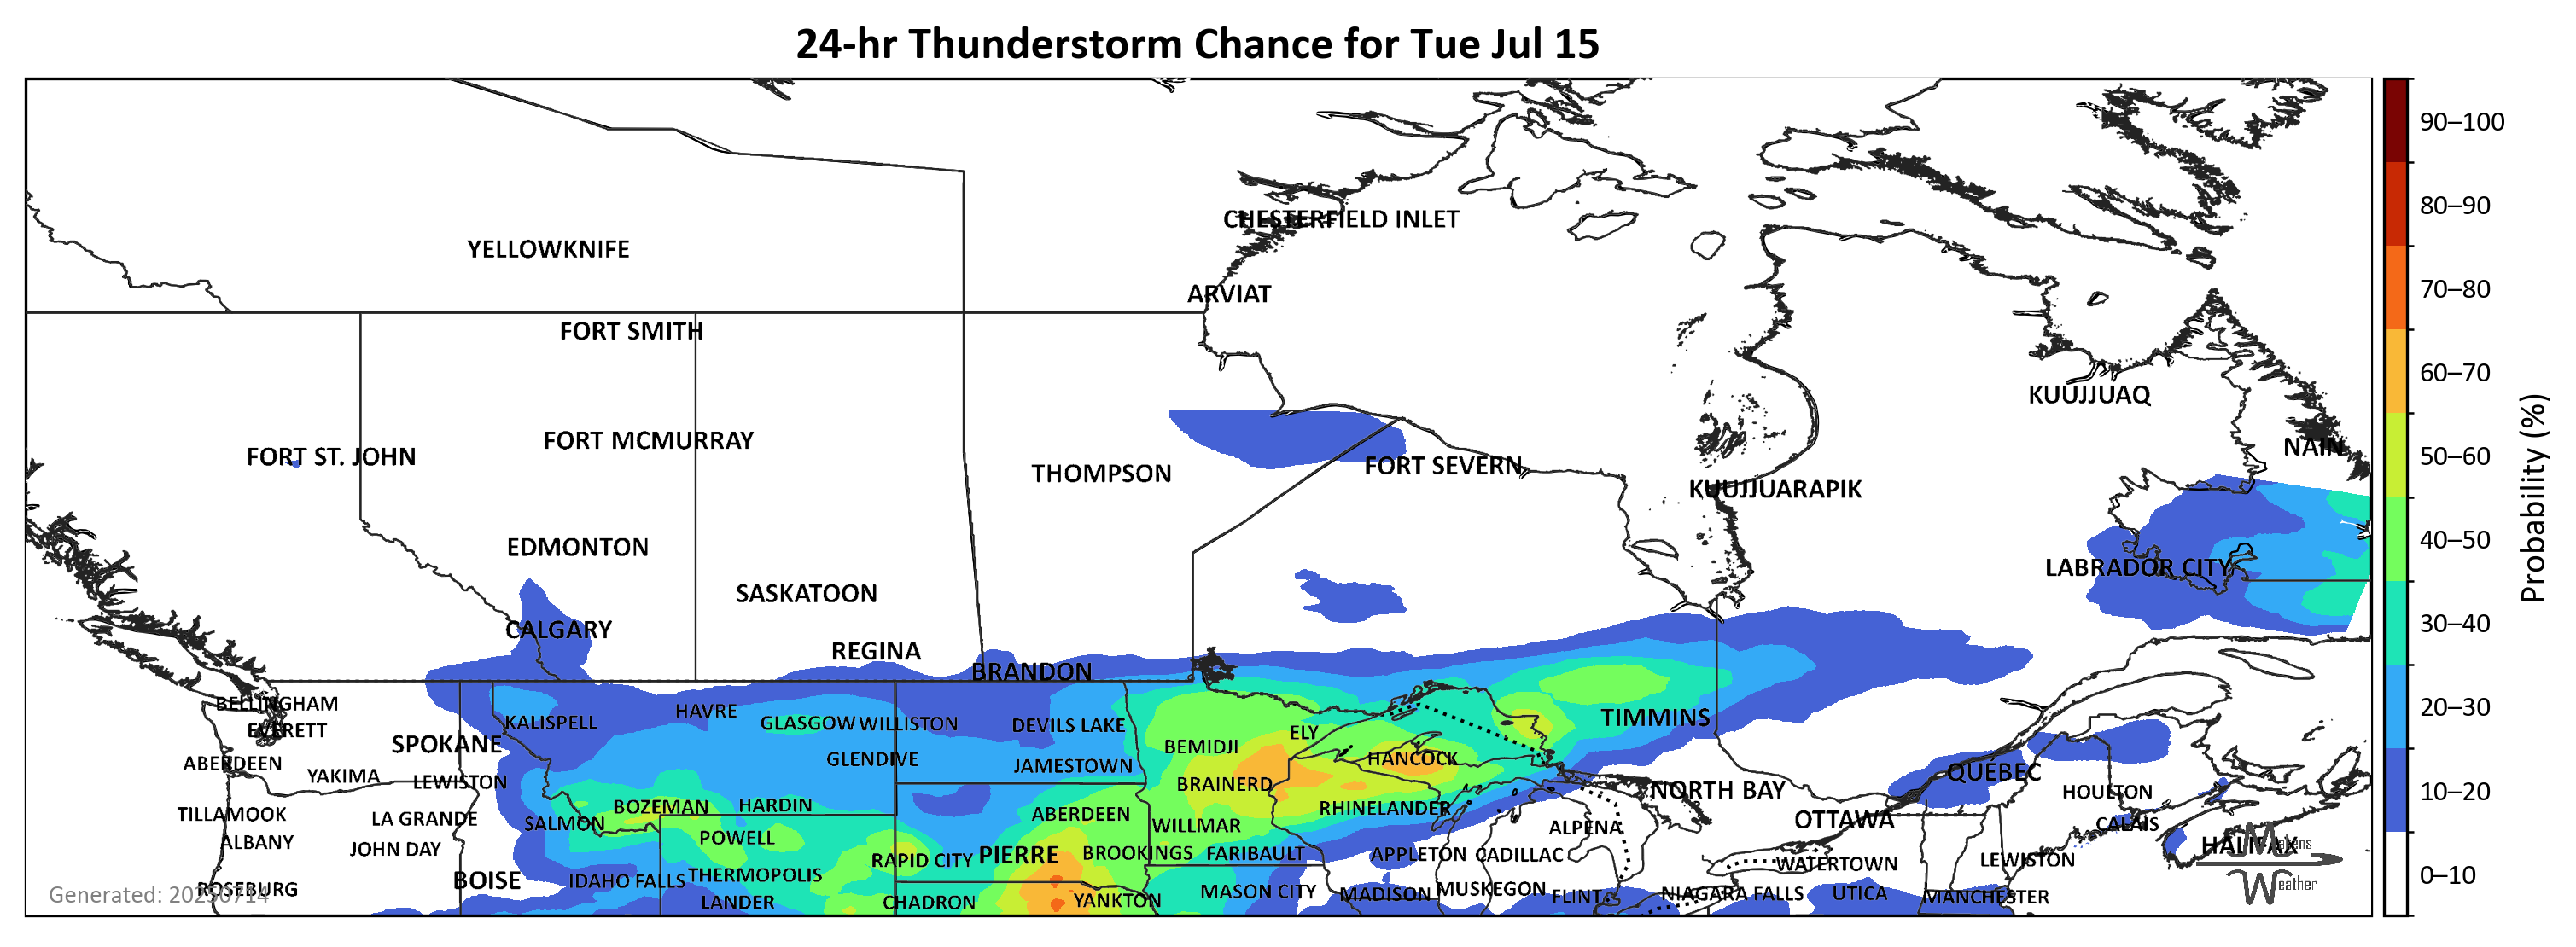 24-hr Thunderstorm Chance for Tue Jul 15
CHESTERFIELD INLET
YELLOWKNIFE
ARVIAT
FORT SMITH
KUUJJUAQ
FORT MCMURRAY
NAIN
FORT ST. JOHN
FORT SEVERN
THOMPSON
KUUJJUARAPIK
EDMONTON
LABRADOR CITY
SASKATOON
CALGARY
REGINA
BRANDON
BELLINGHAM
HAVRE
KALISPELL
GLASGOW
WILLISTON
DEVILS LAKE
TIMMINS
EVERETT
ELY
SPOKANE
BEMIDJI
ABERDEEN
GLENDIVE
HANCOCK
JAMESTOWN
QUÉBEC
YAKIMA
LEWISTON
BRAINERD
NORTH BAY
HOULTON
BOZEMAN
HARDIN
RHINELANDER
TILLAMOOK
LA GRANDE
SALMON
ABERDEEN
WILLMAR
ALPENA
OTTAWA
CALAIS
ALBANY
JOHN DAY
POWELL
RAPID CITY
PIERRE
BROOKINGS
FARIBAULT
APPLETON
CADILLAC
WATERTOWN
LEWISTON
HALIFAX
BOISE
IDAHO FALLS
THERMOPOLIS
ROSEBURG
MASON CITY
MADISON
MUSKEGON
FLINT
NIAGARA FALLS
UTICA
MANCHESTER
LANDER
CHADRON
YANKTON
Generated: 20250714
Makens
Weather
90–100
80–90
70–80
60–70
50–60
40–50
30–40
20–30
10–20
0–10
Probability (%)